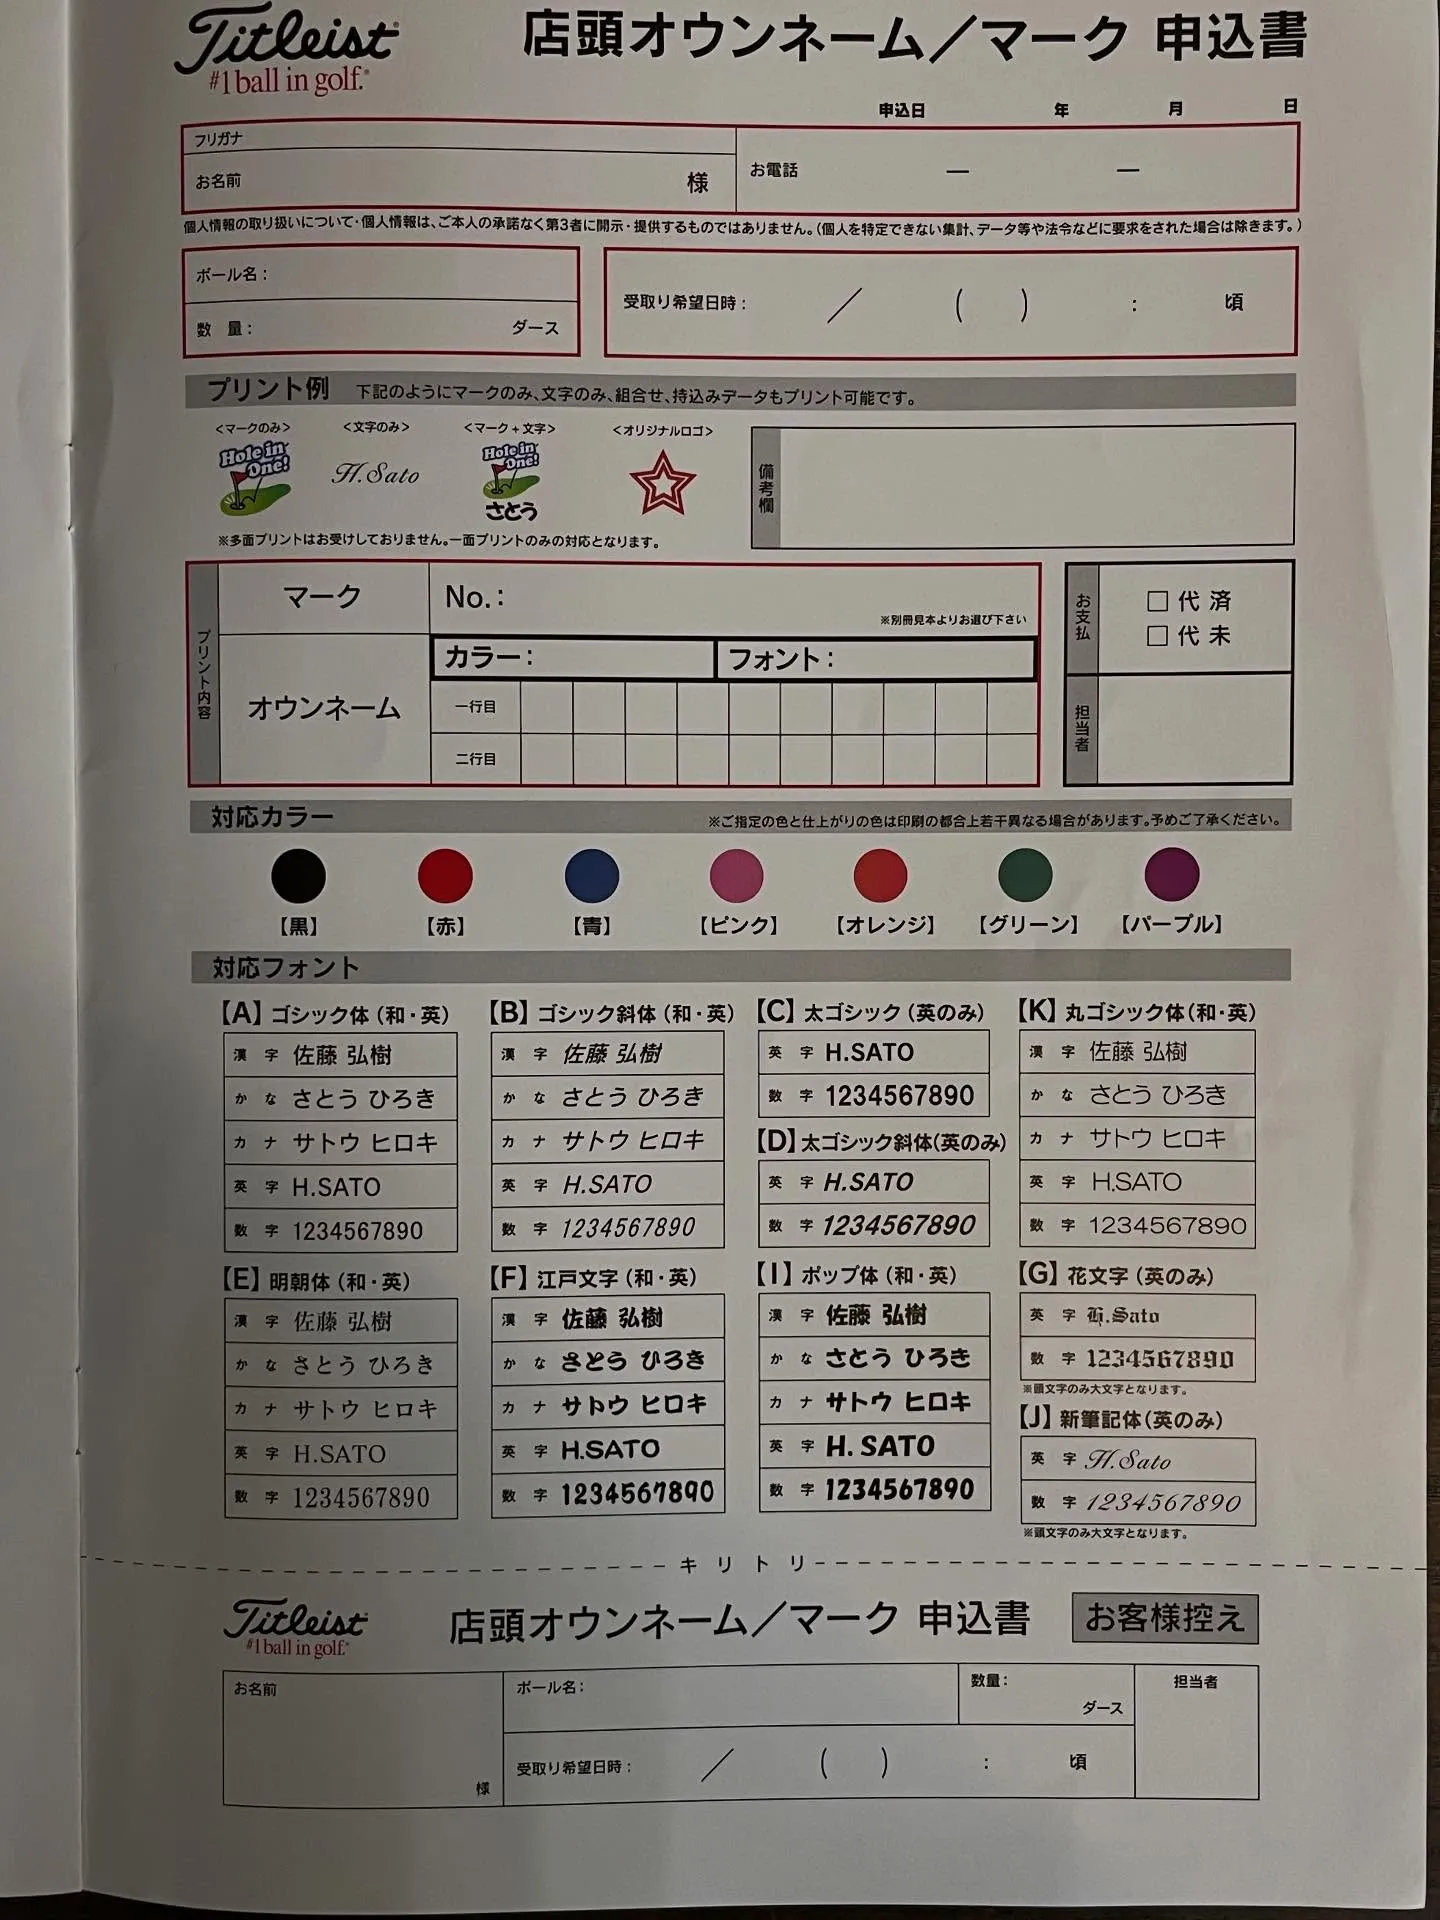 Titleist
#1 ball in golf.®
店頭オウンネーム／マーク 申込書
申込日 年 月 日
フリガナ
お名前 様
お電話 — —
個人情報の取り扱いについて・個人情報は、ご本人の承諾なく第3者に開示・提供するものではありません。(個人を特定できない集計、データ等や法令などに要求をされた場合は除きます。)
ボール名：
数 量： ダース
受取り希望日時： ／ ( ) ： 頃
プリント例 下記のようにマークのみ、文字のみ、組合せ、持込みデータもプリント可能です。
<マークのみ> <文字のみ> <マーク+文字> <オリジナルロゴ>
Hole in One!
H.Sato
Hole in One!
さとう
※多面プリントはお受けしておりません。一面プリントのみの対応となります。
備考欄
プリント内容
マーク No.：
※別冊見本よりお選び下さい
オウンネーム
カラー： フォント：
一行目
二行目
お支払
□ 代 済
□ 代 未
担当者
対応カラー ※ご指定の色と仕上がりの色は印刷の都合上若干異なる場合があります。予めご了承ください。
【黒】 【赤】 【青】 【ピンク】 【オレンジ】 【グリーン】 【パープル】
対応フォント
【A】ゴシック体（和・英）
漢 字 佐藤 弘樹
か な さとう ひろき
カ ナ サトウ ヒロキ
英 字 H.SATO
数 字 1234567890
【B】ゴシック斜体（和・英）
漢 字 佐藤 弘樹
か な さとう ひろき
カ ナ サトウ ヒロキ
英 字 H.SATO
数 字 1234567890
【C】太ゴシック（英のみ）
英 字 H.SATO
数 字 1234567890
【D】太ゴシック斜体(英のみ)
英 字 H.SATO
数 字 1234567890
【K】丸ゴシック体(和・英)
漢 字 佐藤 弘樹
か な さとう ひろき
カ ナ サトウ ヒロキ
英 字 H.SATO
数 字 1234567890
【E】明朝体（和・英）
漢 字 佐藤 弘樹
か な さとう ひろき
カ ナ サトウ ヒロキ
英 字 H.SATO
数 字 1234567890
【F】江戸文字（和・英）
漢 字 佐藤 弘樹
か な さとう ひろき
カ ナ サトウ ヒロキ
英 字 H.SATO
数 字 1234567890
【I】ポップ体（和・英）
漢 字 佐藤 弘樹
か な さとう ひろき
カ ナ サトウ ヒロキ
英 字 H. SATO
数 字 1234567890
【G】花文字（英のみ）
英 字 H.Sato
数 字 1234567890
※頭文字のみ大文字となります。
【J】新筆記体(英のみ)
英 字 H.Sato
数 字 1234567890
※頭文字のみ大文字となります。
キ リ ト リ
Titleist
#1 ball in golf.®
店頭オウンネーム／マーク 申込書
お客様控え
お名前
様
ボール名：
数量：
ダース
担当者
受取り希望日時： ／ ( ) ： 頃